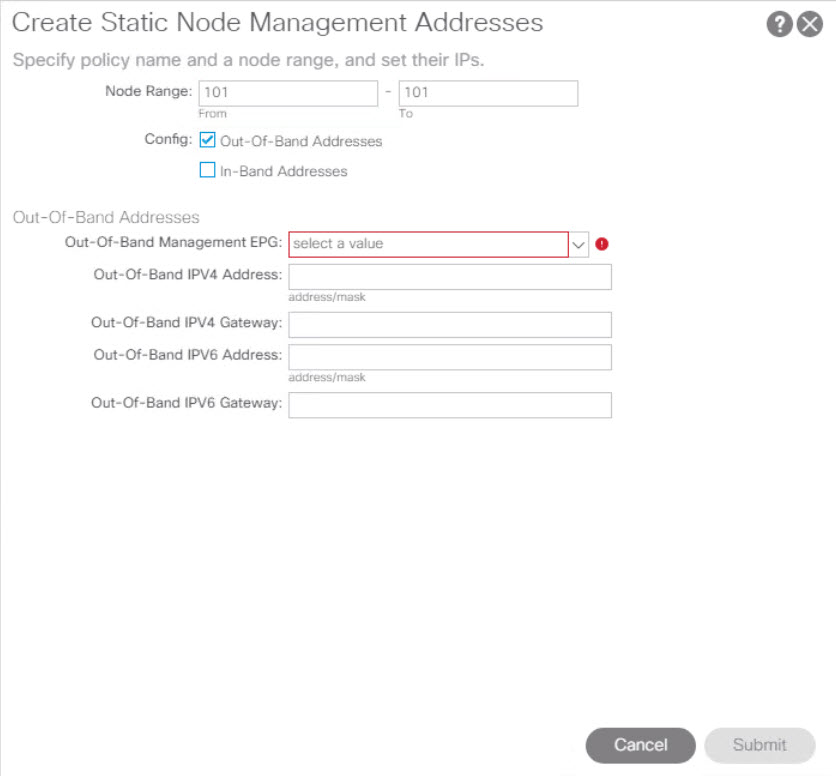 Create Static Node Management Addresses
?
Specify policy name and a node range, and set their IPs.
Node Range: 101 - 101
From To
Config: Out-Of-Band Addresses
In-Band Addresses
Out-Of-Band Addresses
Out-Of-Band Management EPG: select a value !
Out-Of-Band IPV4 Address:
address/mask
Out-Of-Band IPV4 Gateway:
Out-Of-Band IPV6 Address:
address/mask
Out-Of-Band IPV6 Gateway:
Cancel Submit